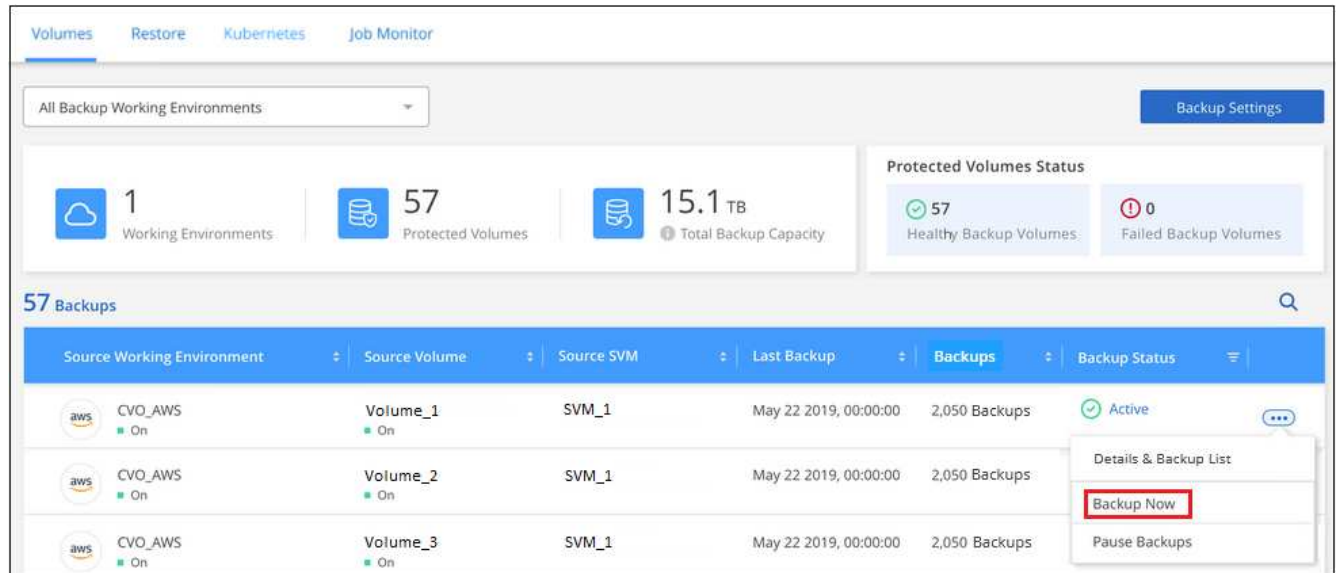 Volumes Restore Kubernetes Job Monitor
All Backup Working Environments
Backup Settings
Protected Volumes Status
1 57 15.1 TB
Working Environments Protected Volumes Total Backup Capacity
57 0
Healthy Backup Volumes Failed Backup Volumes
57 Backups
Source Working Environment Source Volume Source SVM Last Backup Backups Backup Status
aws CVO_AWS Volume_1 SVM_1 May 22 2019, 00:00:00 2,050 Backups Active
On On
Details & Backup List
aws CVO_AWS Volume_2 SVM_1 May 22 2019, 00:00:00 2,050 Backups
On On
Backup Now
Pause Backups
aws CVO_AWS Volume_3 SVM_1 May 22 2019, 00:00:00 2,050 Backups
On On